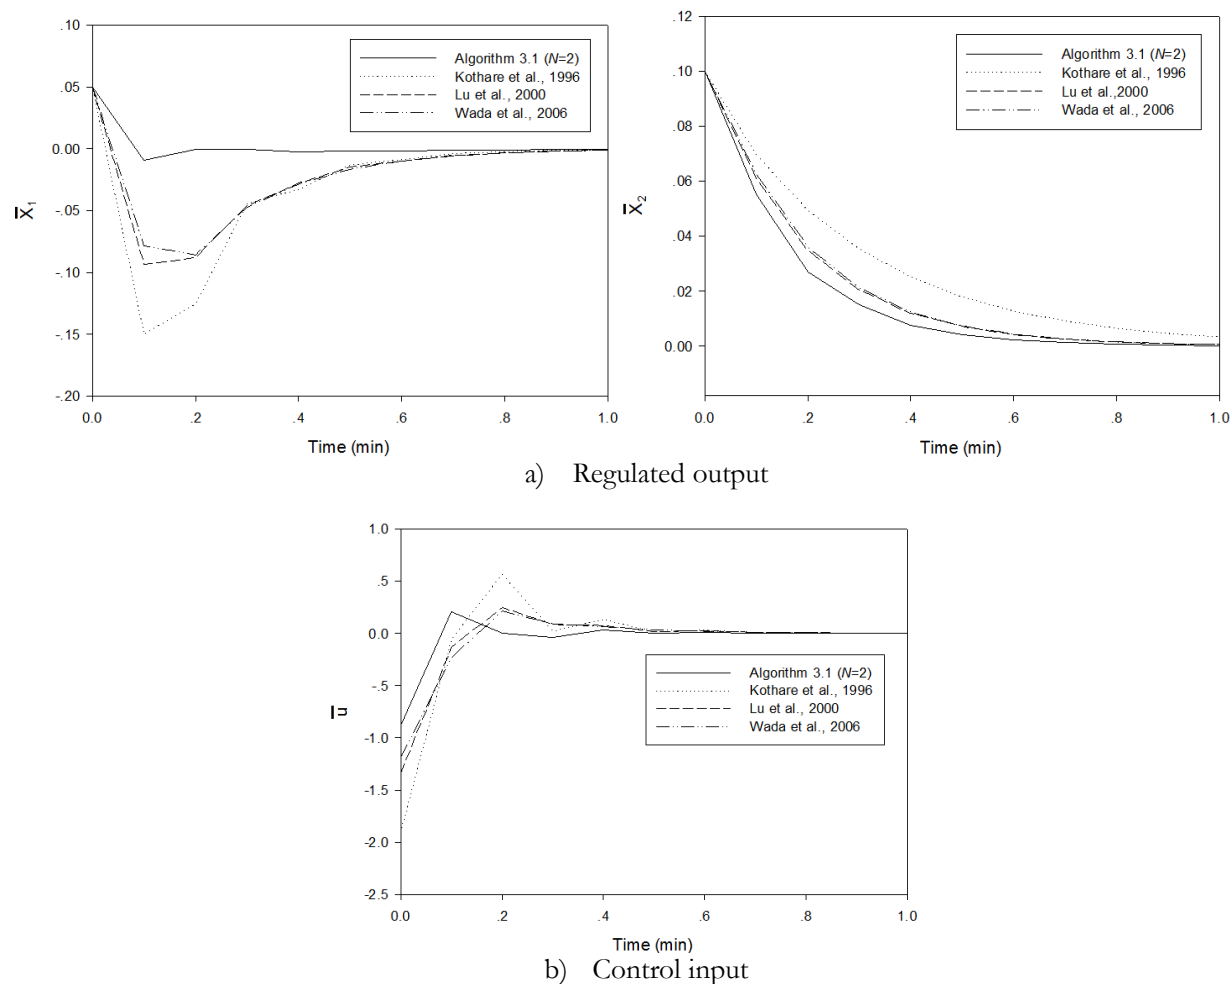 .10
.05
0.00
-.05
-.10
-.15
-.20
X̅₁
Algorithm 3.1 (N=2)
Kothare et al., 1996
Lu et al., 2000
Wada et al., 2006
0.0 .2 .4 .6 .8 1.0
Time (min)
0.12
0.10
0.08
0.06
0.04
0.02
0.00
X̅₂
Algorithm 3.1 (N=2)
Kothare et al., 1996
Lu et al.,2000
Wada et al., 2006
0.0 .2 .4 .6 .8 1.0
Time (min)
a) Regulated output
1.0
.5
0.0
-.5
-1.0
-1.5
-2.0
-2.5
u̅
Algorithm 3.1 (N=2)
Kothare et al., 1996
Lu et al., 2000
Wada et al., 2006
0.0 .2 .4 .6 .8 1.0
Time (min)
b) Control input